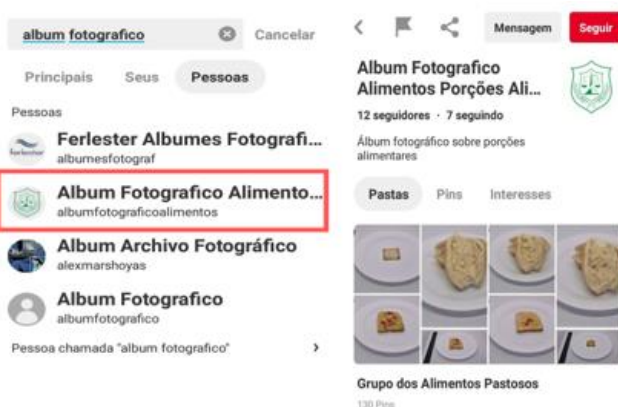 album fotografico
Cancelar
Principais Seus Pessoas
Pessoas
Ferlester Albumes Fotografi...
albumesfotograf
Album Fotografico Alimento...
albumfotograficoalimentos
Album Archivo Fotográfico
alexmarshoyas
Album Fotografico
albumfotografico
Pessoa chamada "album fotografico"
Mensagem Seguir
Album Fotografico
Alimentos Porções Ali...
12 seguidores · 7 seguindo
Álbum fotográfico sobre porções
alimentares
Pastas Pins Interesses
Grupo dos Alimentos Pastosos
130 Pins